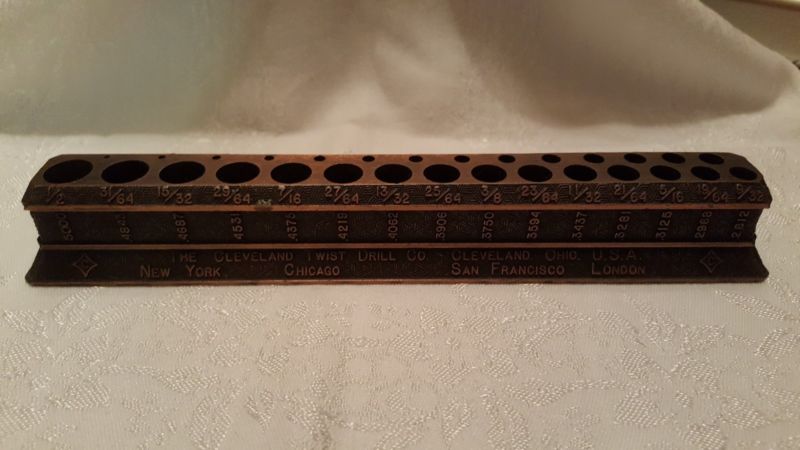 1/2 31/64 15/32 29/64 7/16 27/64 13/32 25/64 3/8 23/64 11/32 21/64 5/16 19/64 9/32
.5000 .4843 .4687 .4531 .4375 .4219 .4062 .3906 .3750 .3594 .3437 .3281 .3125 .2968 .2812
THE CLEVELAND TWIST DRILL CO CLEVELAND, OHIO, U.S.A.
NEW YORK CHICAGO SAN FRANCISCO LONDON